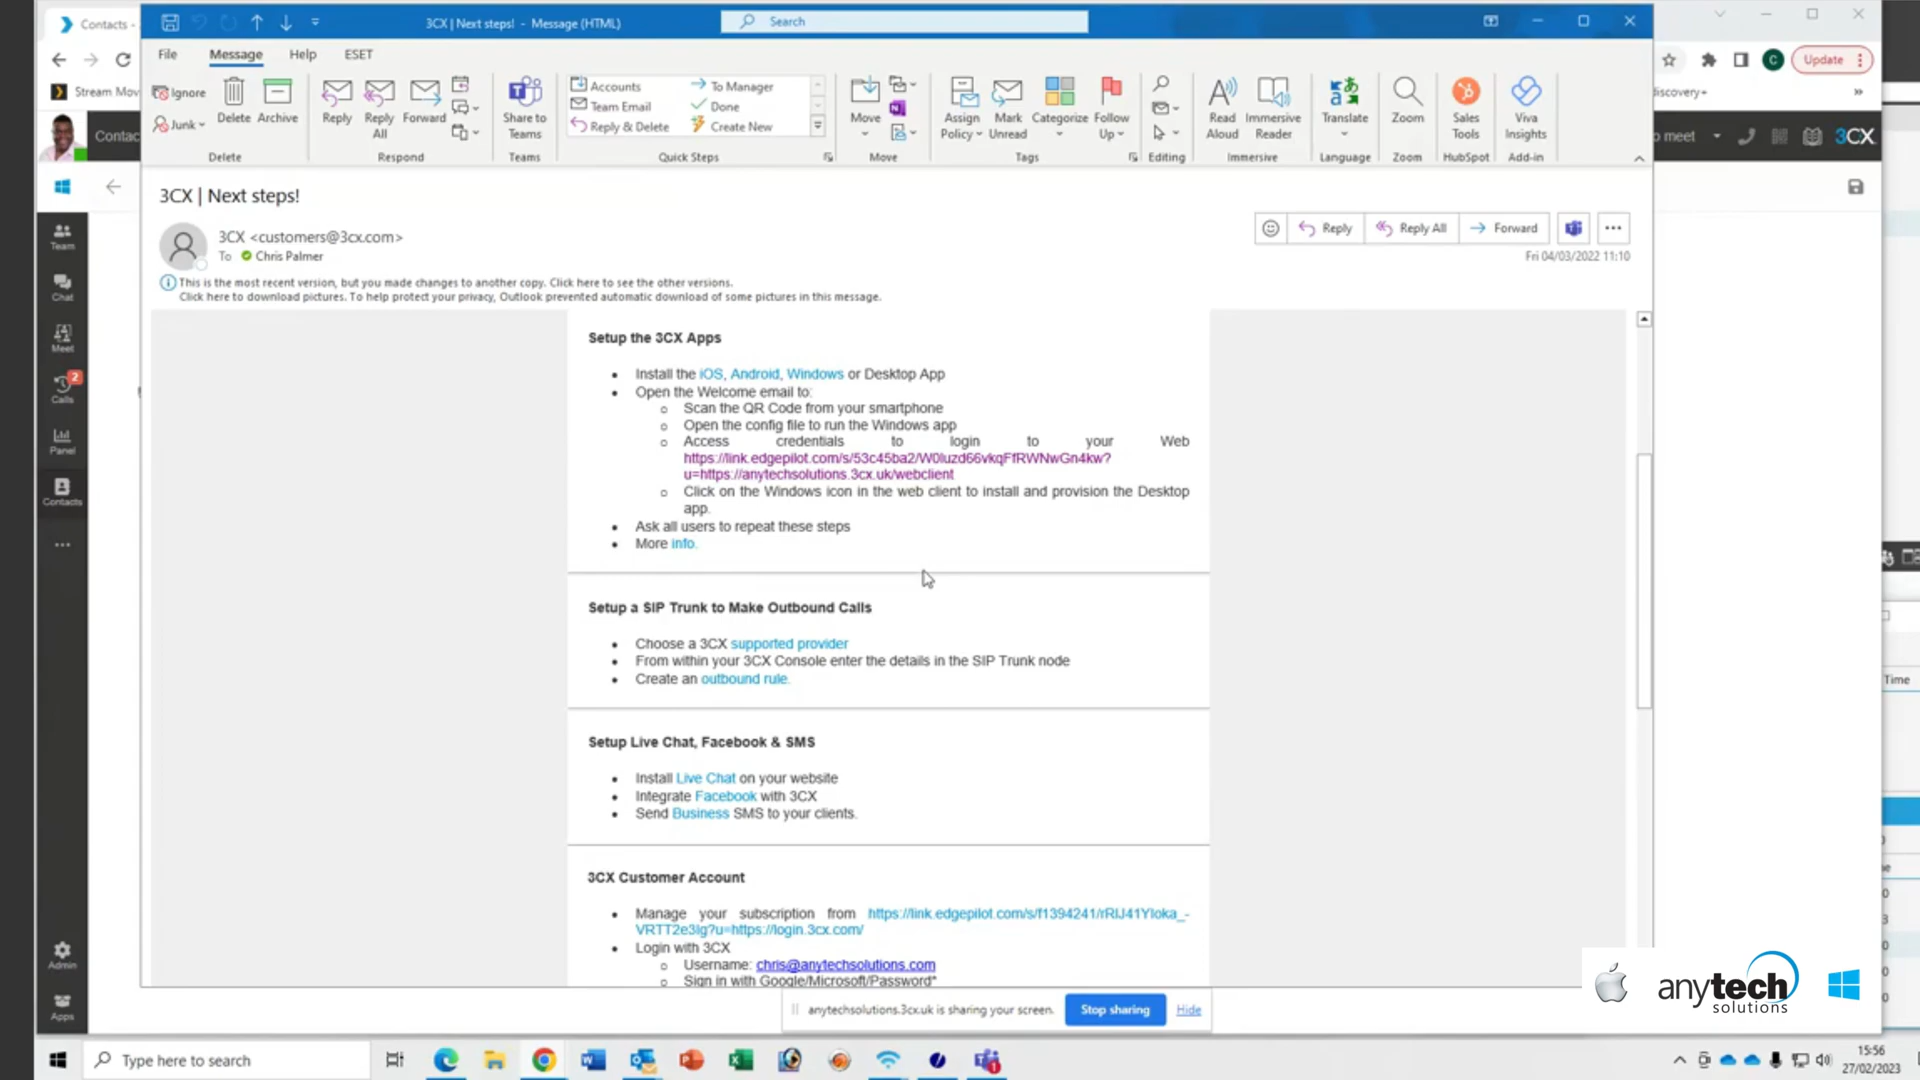 Contacts -
3CX | Next steps! - Message (HTML)
Search
File
Message
Help
ESET
Update
Stream Mov
discovery
»
Ignore
Junk
Delete
Archive
Reply
Reply All
Forward
Share to Teams
Accounts
To Manager
Team Email
Done
Reply & Delete
Create New
Move
Assign Policy
Mark Unread
Categorize
Follow Up
Read Aloud
Immersive Reader
Translate
Zoom
Sales Tools
Viva Insights
Delete
Respond
Teams
Quick Steps
Move
Tags
Editing
Immersive
Language
Zoom
HubSpot
Add-in
Contac
o meet
3CX
3CX | Next steps!
3CX <customers@3cx.com>
To Chris Palmer
Reply
Reply All
Forward
Fri 04/03/2022 11:10
This is the most recent version, but you made changes to another copy. Click here to see the other versions.
Click here to download pictures. To help protect your privacy, Outlook prevented automatic download of some pictures in this message.
Team
Chat
Meet
2
Calls
Panel
Contacts
Admin
Apps
Setup the 3CX Apps
• Install the iOS, Android, Windows or Desktop App
• Open the Welcome email to:
o Scan the QR Code from your smartphone
o Open the config file to run the Windows app
o Access credentials to login to your Web
https://link.edgepilot.com/s/53c45ba2/W0luzd66vkqFfRWNwGn4kw?
u=https://anytechsolutions.3cx.uk/webclient
o Click on the Windows icon in the web client to install and provision the Desktop
app.
• Ask all users to repeat these steps
• More info.
Setup a SIP Trunk to Make Outbound Calls
• Choose a 3CX supported provider
• From within your 3CX Console enter the details in the SIP Trunk node
• Create an outbound rule.
Time
Setup Live Chat, Facebook & SMS
• Install Live Chat on your website
• Integrate Facebook with 3CX
• Send Business SMS to your clients.
3CX Customer Account
• Manage your subscription from https://link.edgepilot.com/s/f1394241/rRlJ41Yloka_-
VRTT2e3lg?u=https://login.3cx.com/
• Login with 3CX
o Username: chris@anytechsolutions.com
o Sign in with Google/Microsoft/Password*
anytechsolutions.3cx.uk is sharing your screen.
Stop sharing
Hide
anytech
solutions
Type here to search
15:56
27/02/2023